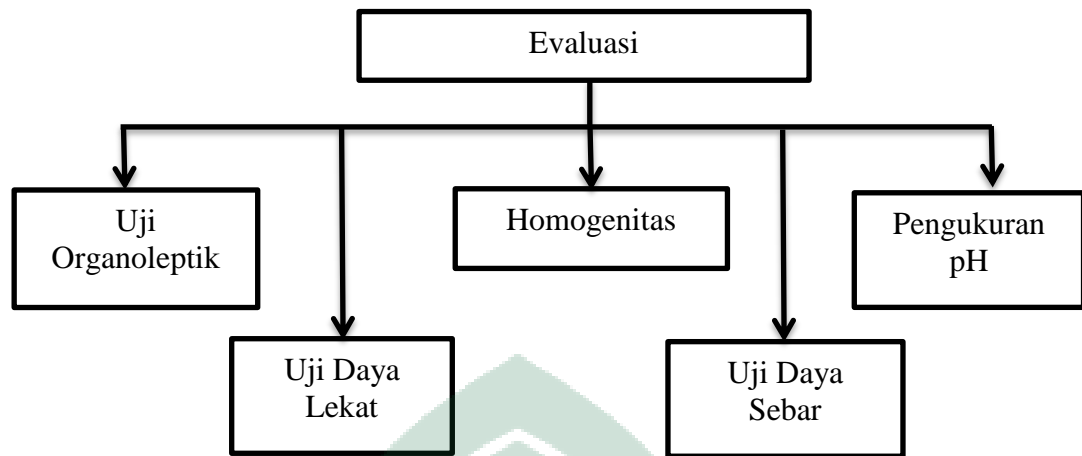 Evaluasi
Uji
Organoleptik
Homogenitas
Pengukuran
pH
Uji Daya
Lekat
Uji Daya
Sebar